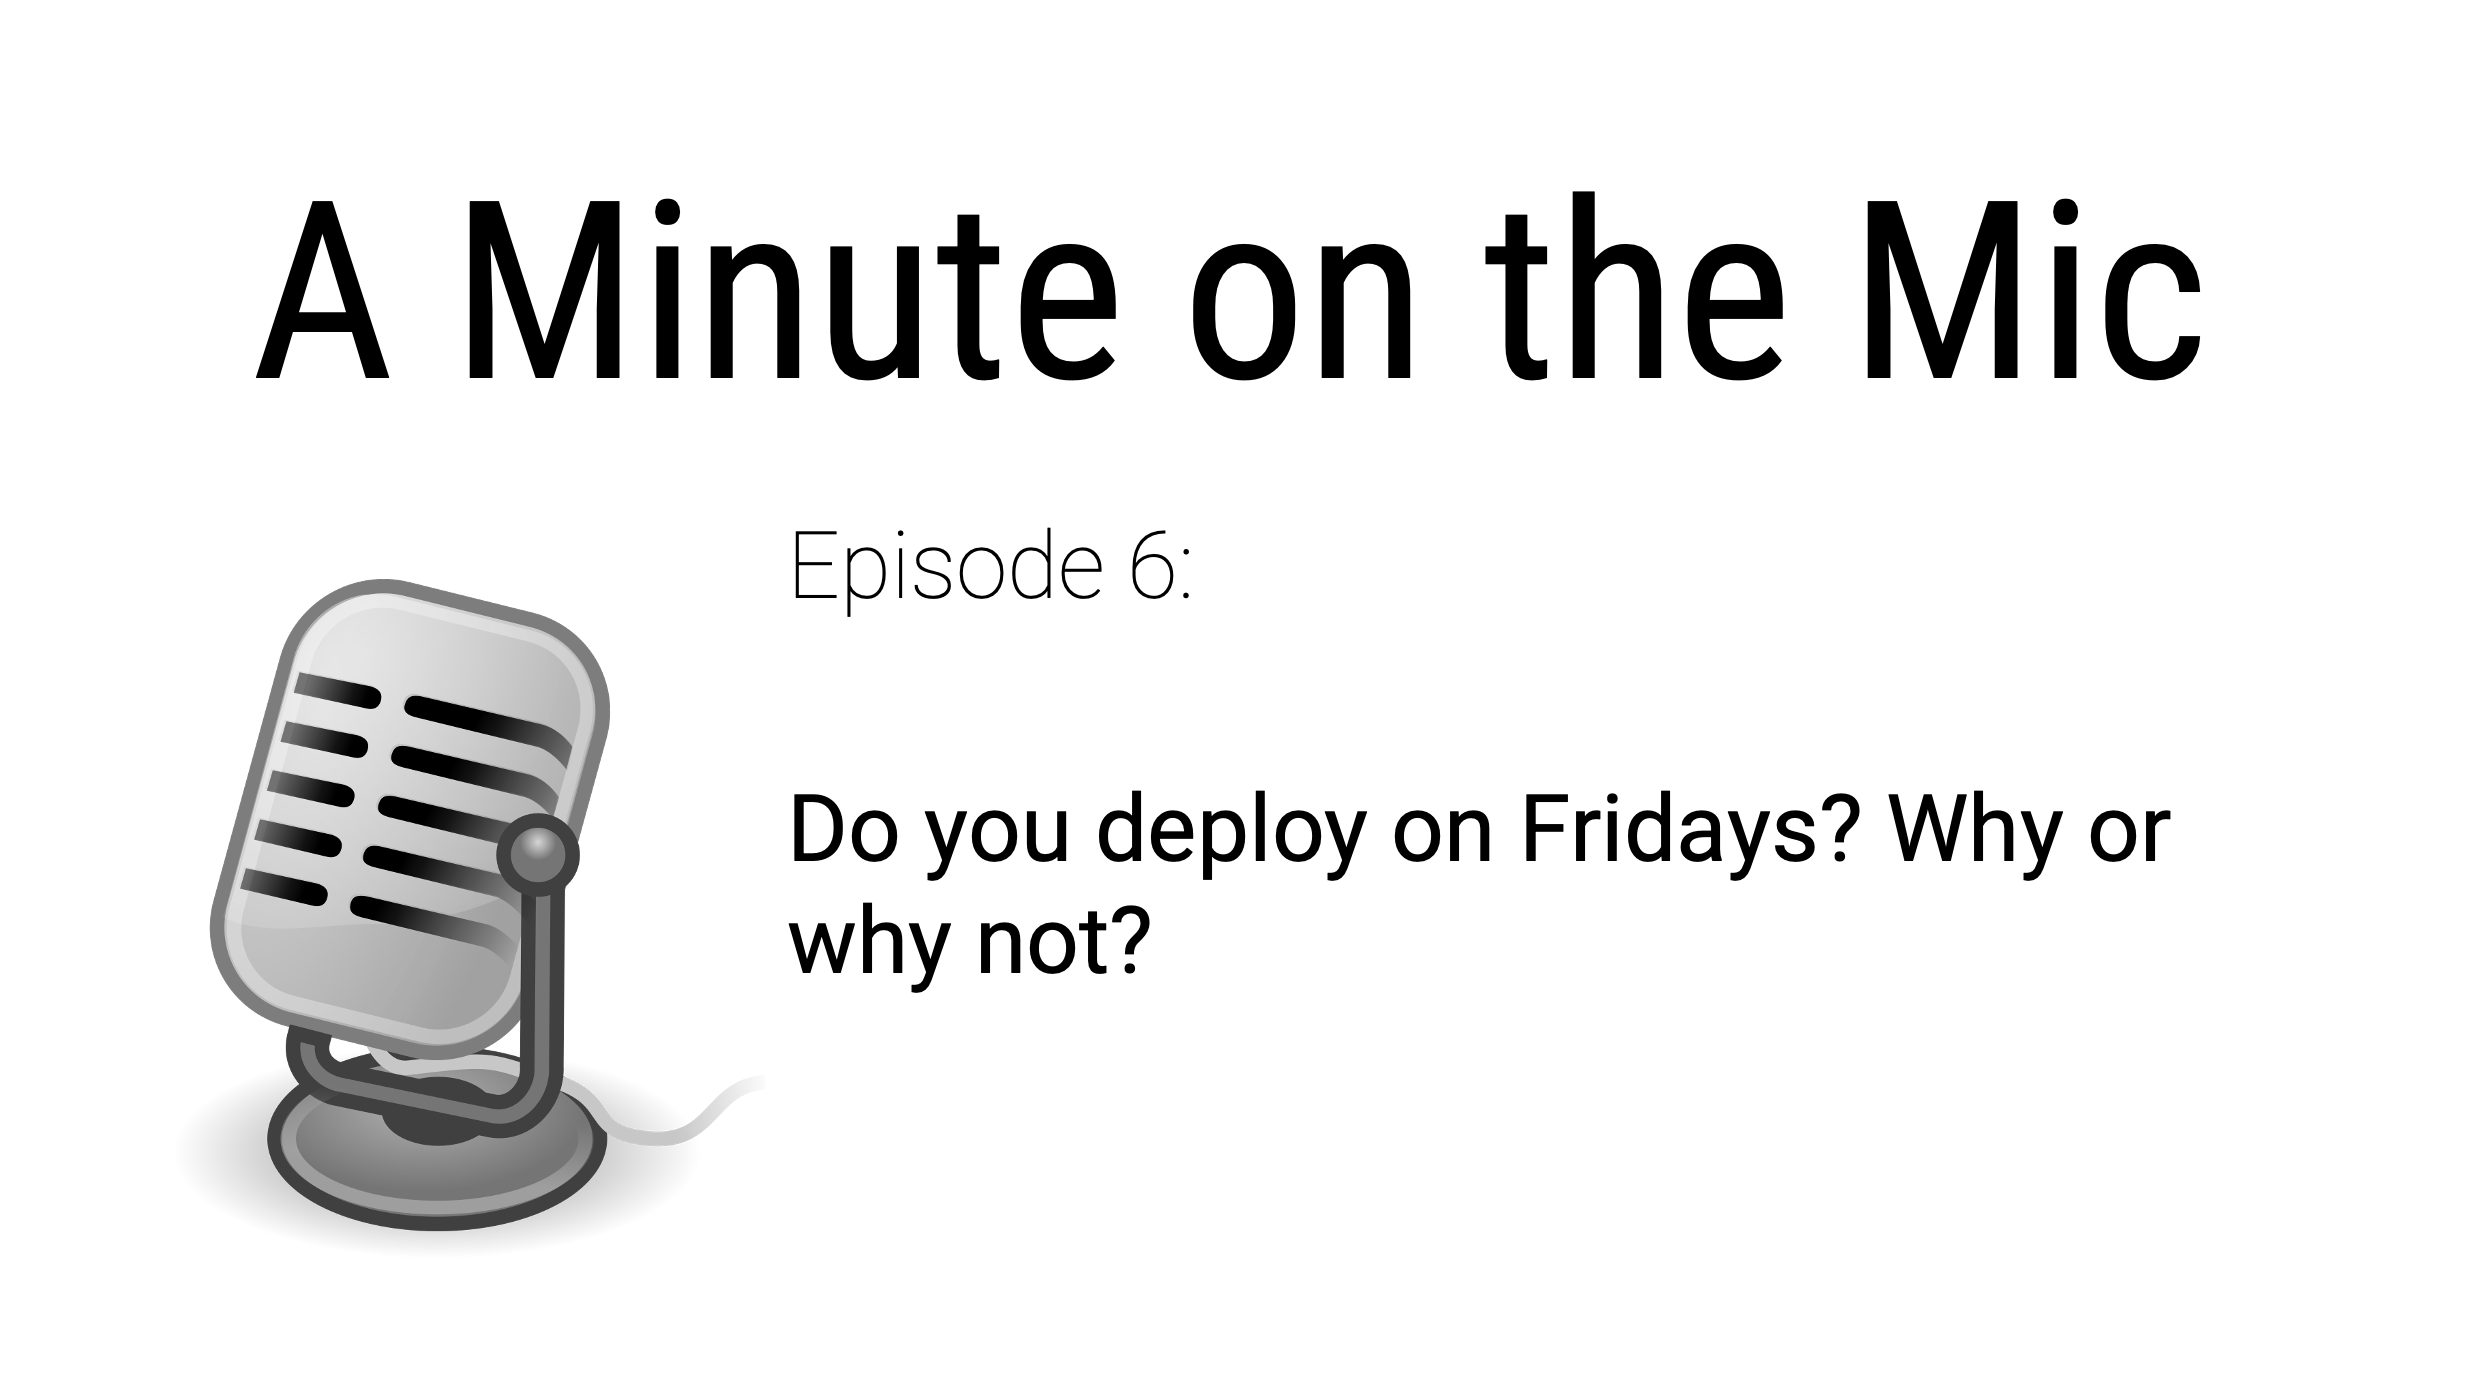 A Minute on the Mic
Episode 6:
Do you deploy on Fridays? Why or
why not?